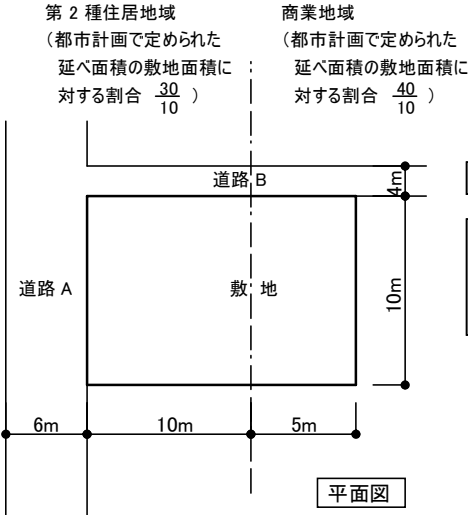 第 2 種住居地域
(都市計画で定められた
延べ面積の敷地面積に
対する割合 30/10 )
商業地域
(都市計画で定められた
延べ面積の敷地面積に
対する割合 40/10 )
道路 B
4m
道路 A
敷 地
10m
6m
10m
5m
平面図